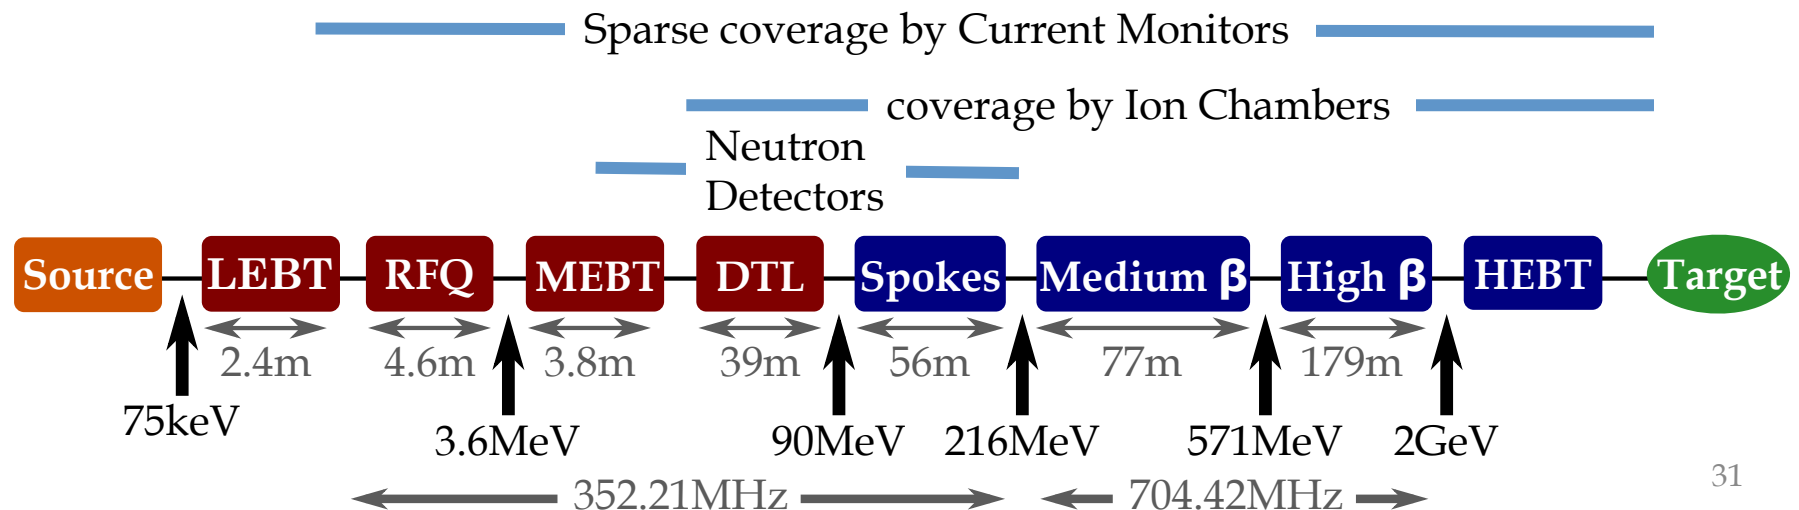 Sparse coverage by Current Monitors
coverage by Ion Chambers
Neutron
Detectors
Source LEBT RFQ MEBT DTL Spokes Medium β High β HEBT Target
2.4m 4.6m 3.8m 39m 56m 77m 179m
75keV
3.6MeV 90MeV 216MeV 571MeV 2GeV
352.21MHz 704.42MHz
31